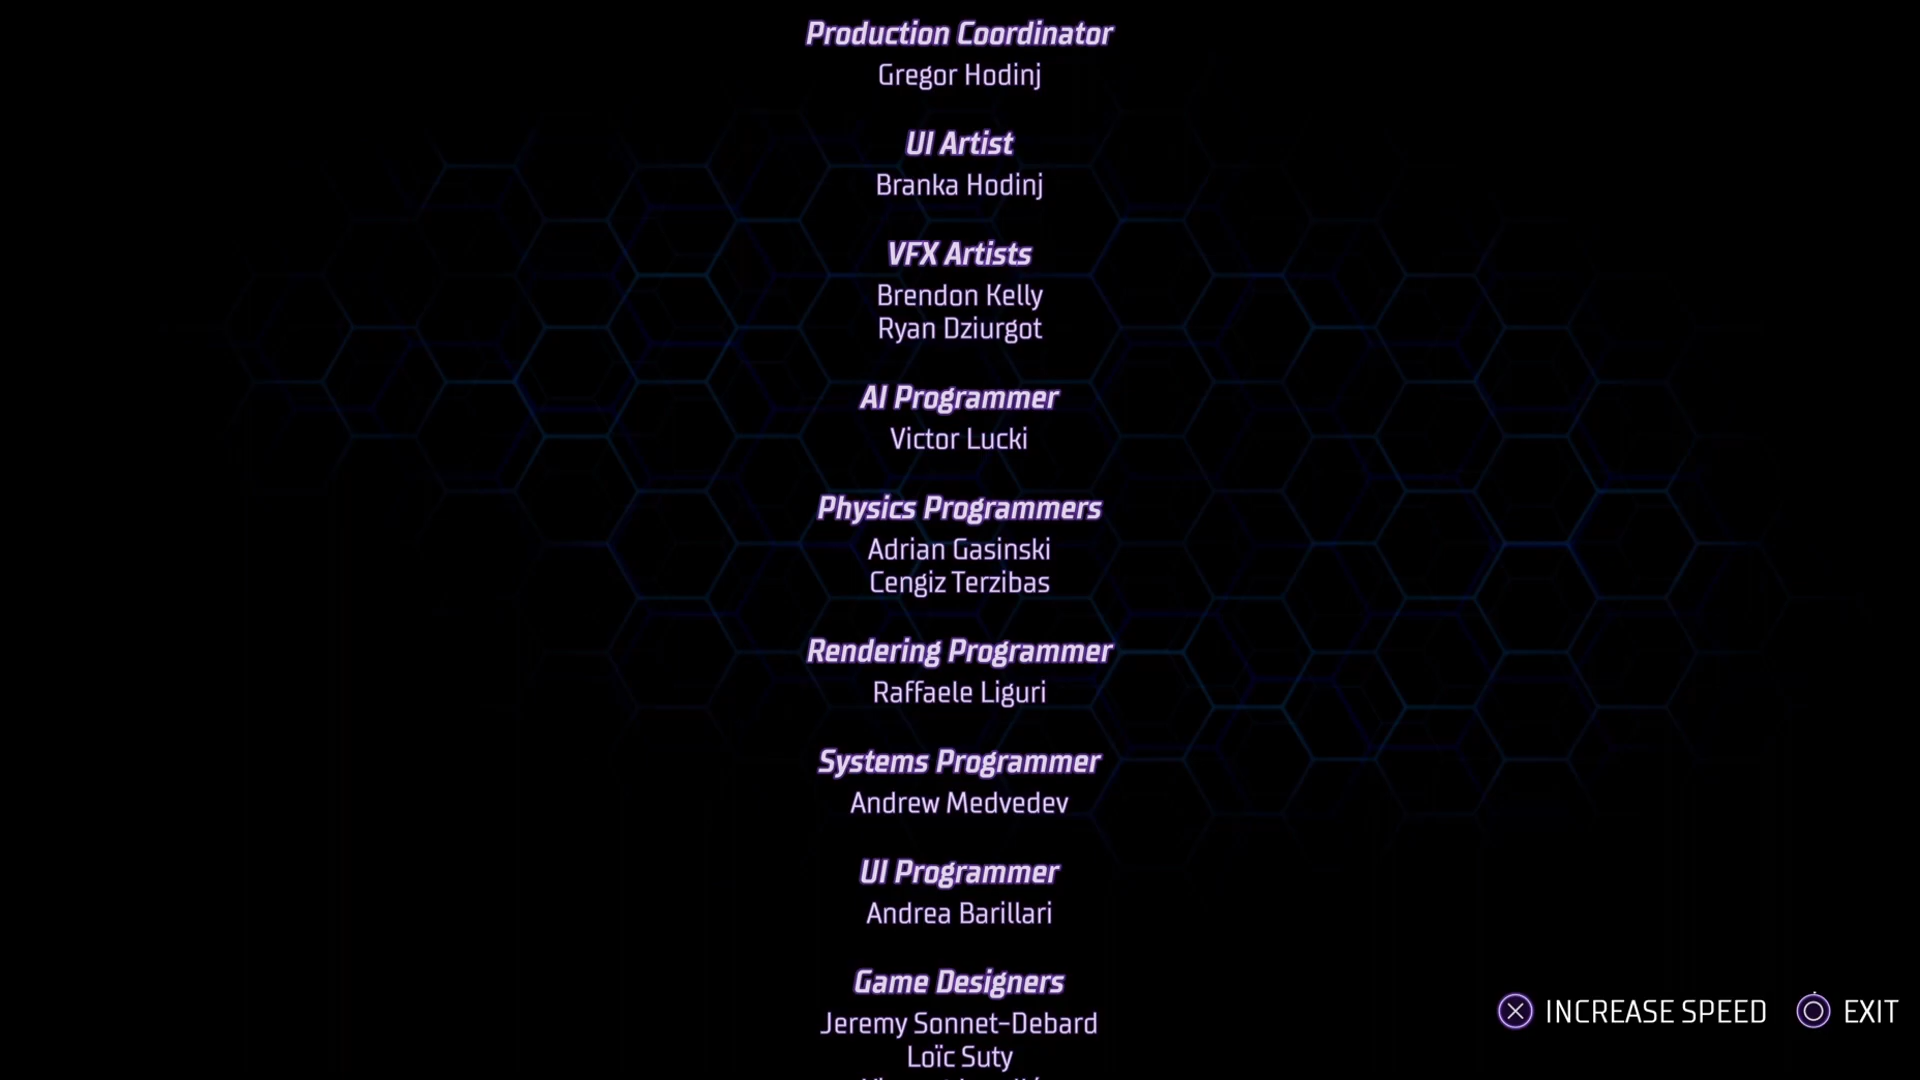 Production Coordinator
Gregor Hodinj
UI Artist
Branka Hodinj
VFX Artists
Brendon Kelly
Ryan Dziurgot
AI Programmer
Victor Lucki
Physics Programmers
Adrian Gasinski
Cengiz Terzibas
Rendering Programmer
Raffaele Liguri
Systems Programmer
Andrew Medvedev
UI Programmer
Andrea Barillari
Game Designers
Jeremy Sonnet-Debard
Loïc Suty
INCREASE SPEED
EXIT